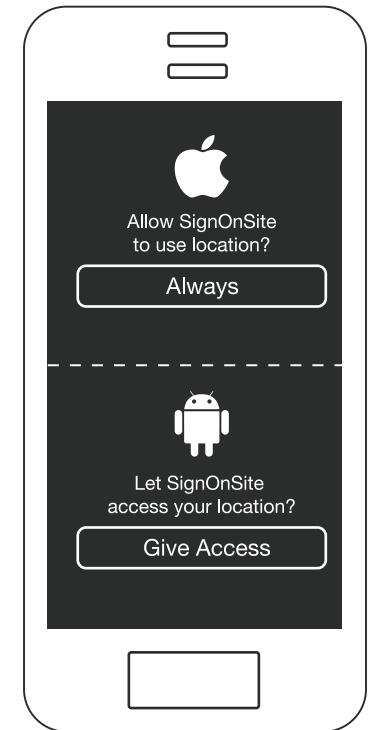 Allow SignOnSite
to use location?
Always
Let SignOnSite
access your location?
Give Access